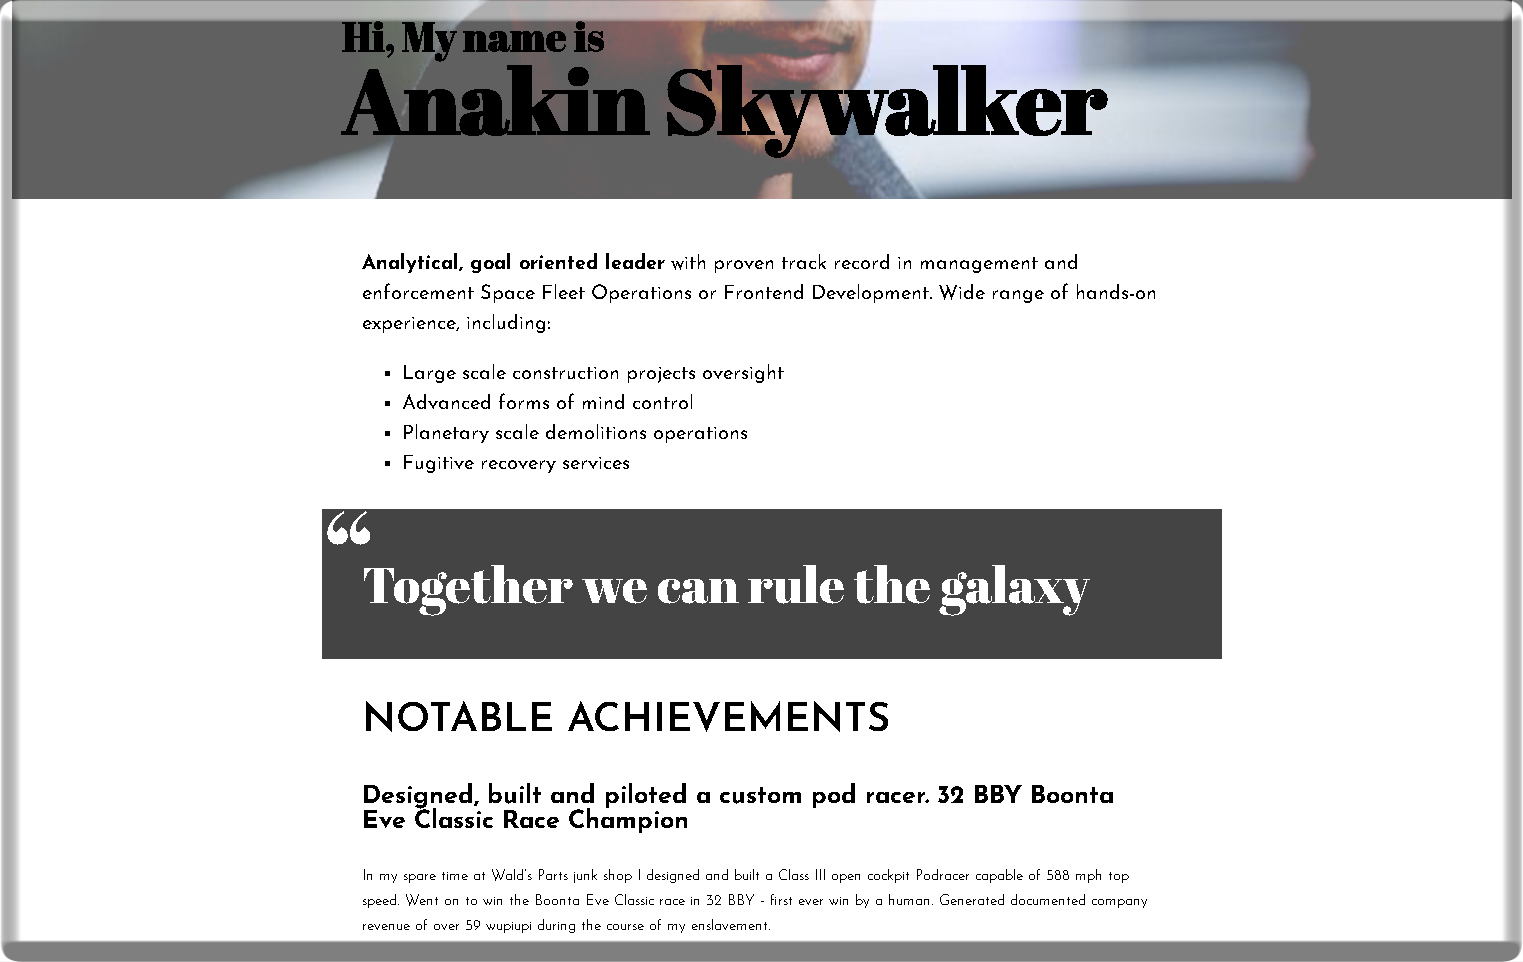 Hi, My name is
Anakin Skywalker
Analytical, goal oriented leader with proven track record in management and
enforcement Space Fleet Operations or Frontend Development. Wide range of hands-on
experience, including:
▪ Large scale construction projects oversight
▪ Advanced forms of mind control
▪ Planetary scale demolitions operations
▪ Fugitive recovery services
“
Together we can rule the galaxy
NOTABLE ACHIEVEMENTS
Designed, built and piloted a custom pod racer. 32 BBY Boonta
Eve Classic Race Champion
In my spare time at Wald's Parts junk shop I designed and built a Class III open cockpit Podracer capable of 588 mph top
speed. Went on to win the Boonta Eve Classic race in 32 BBY - first ever win by a human. Generated documented company
revenue of over 59 wupiupi during the course of my enslavement.